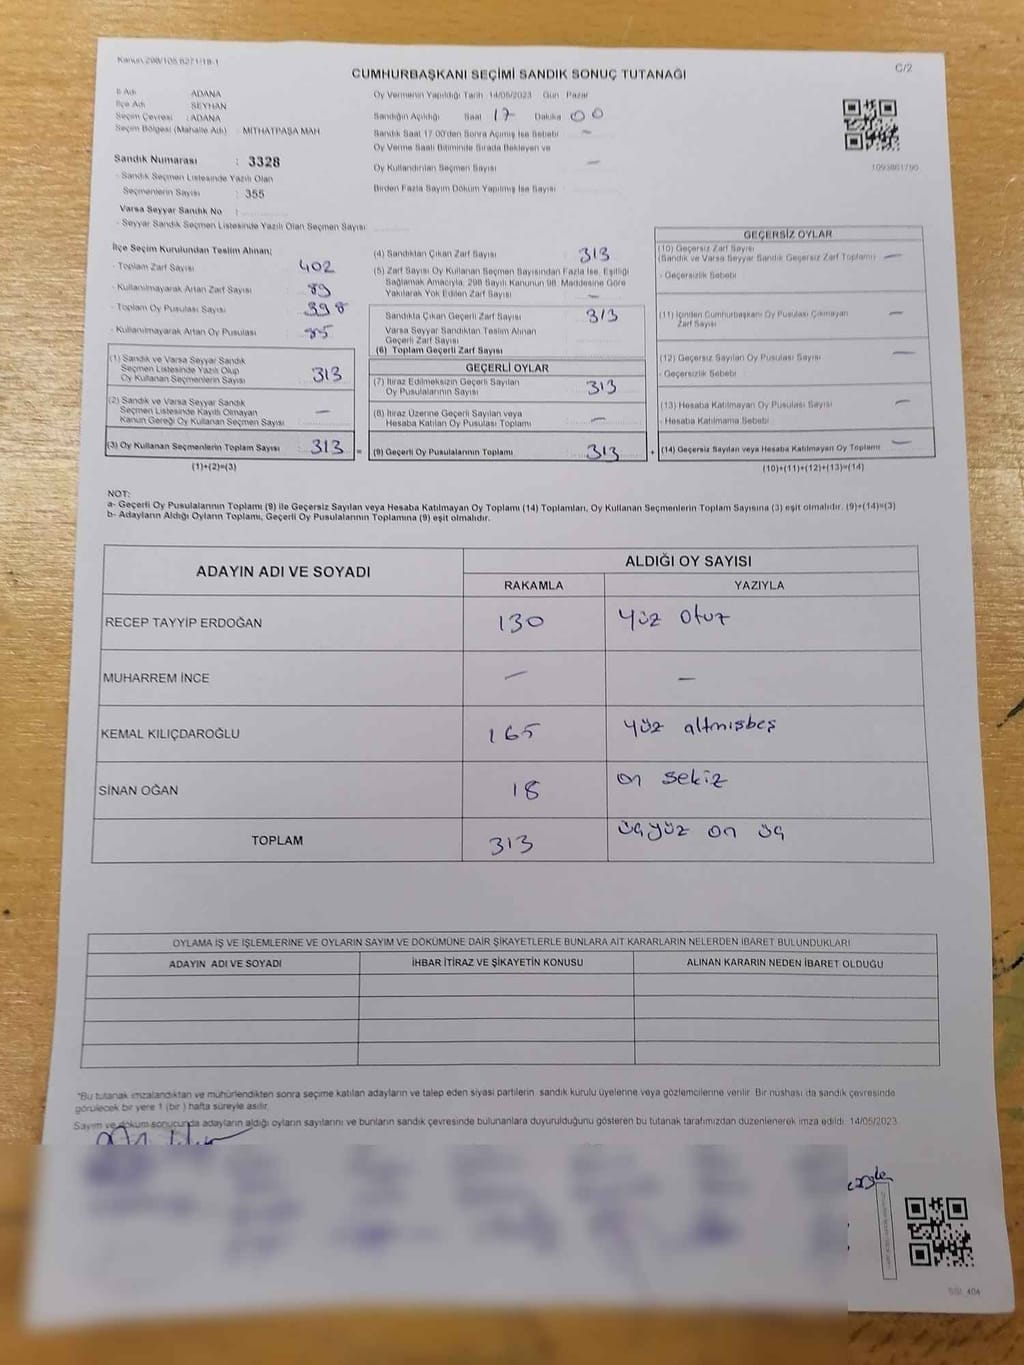 Kanun 298/105,6271/18-1
C/2
CUMHURBAŞKANI SEÇİMİ SANDIK SONUÇ TUTANAĞI
İl Adı : ADANA
İlçe Adı : SEYHAN
Seçim Çevresi : ADANA
Seçim Bölgesi (Mahalle Adı) : MİTHATPAŞA MAH.
Sandık Numarası : 3328
- Sandık Seçmen Listesinde Yazılı Olan
Seçmenlerin Sayısı : 355
Varsa Seyyar Sandık No :
- Seyyar Sandık Seçmen Listesinde Yazılı Olan Seçmen Sayısı
Oy Vermenin Yapıldığı Tarih 14/05/2023 Gün Pazar
Sandığın Açıldığı Saat 17 Dakika 00
Sandık Saat 17.00'den Sonra Açılmış İse Sebebi –
Oy Verme Saati Bitiminde Sırada Bekleyen ve
Oy Kullandırılan Seçmen Sayısı –
Birden Fazla Sayım Döküm Yapılmış İse Sayısı
1093861790
İlçe Seçim Kurulundan Teslim Alınan;
- Toplam Zarf Sayısı 402
- Kullanılmayarak Artan Zarf Sayısı 89
- Toplam Oy Pusulası Sayısı 398
- Kullanılmayarak Artan Oy Pusulası 85
(1) Sandık ve Varsa Seyyar Sandık
Seçmen Listesinde Yazılı Olup
Oy Kullanan Seçmenlerin Sayısı 313
(2) Sandık ve Varsa Seyyar Sandık
Seçmen Listesinde Kayıtlı Olmayan
Kanun Gereği Oy Kullanan Seçmen Sayısı –
(3) Oy Kullanan Seçmenlerin Toplam Sayısı 313 =
(1)+(2)=(3)
(4) Sandıktan Çıkan Zarf Sayısı 313
(5) Zarf Sayısı Oy Kullanan Seçmen Sayısından Fazla İse, Eşitliği
Sağlamak Amacıyla, 298 Sayılı Kanunun 98. Maddesine Göre
Yakılarak Yok Edilen Zarf Sayısı –
Sandıkta Çıkan Geçerli Zarf Sayısı 313
Varsa Seyyar Sandıktan Teslim Alınan
Geçerli Zarf Sayısı
(6) Toplam Geçerli Zarf Sayısı
GEÇERLİ OYLAR
(7) İtiraz Edilmeksizin Geçerli Sayılan
Oy Pusulalarının Sayısı 313
(8) İtiraz Üzerine Geçerli Sayılan veya
Hesaba Katılan Oy Pusulası Toplamı –
(9) Geçerli Oy Pusulalarının Toplamı 313 +
GEÇERSİZ OYLAR
(10) Geçersiz Zarf Sayısı
(Sandık ve Varsa Seyyar Sandık Geçersiz Zarf Toplamı) –
- Geçersizlik Sebebi
(11) İçinden Cumhurbaşkanı Oy Pusulası Çıkmayan
Zarf Sayısı –
(12) Geçersiz Sayılan Oy Pusulası Sayısı –
- Geçersizlik Sebebi
(13) Hesaba Katılmayan Oy Pusulası Sayısı –
- Hesaba Katılmama Sebebi
(14) Geçersiz Sayılan veya Hesaba Katılmayan Oy Toplamı –
(10)+(11)+(12)+(13)=(14)
NOT:
a- Geçerli Oy Pusulalarının Toplamı (9) ile Geçersiz Sayılan veya Hesaba Katılmayan Oy Toplamı (14) Toplamları, Oy Kullanan Seçmenlerin Toplam Sayısına (3) eşit olmalıdır. (9)+(14)=(3)
b- Adayların Aldığı Oyların Toplamı, Geçerli Oy Pusulalarının Toplamına (9) eşit olmalıdır.
ADAYIN ADI VE SOYADI
ALDIĞI OY SAYISI
RAKAMLA YAZIYLA
RECEP TAYYİP ERDOĞAN 130 yüz otuz
MUHARREM İNCE – –
KEMAL KILIÇDAROĞLU 165 yüz altmışbeş
SİNAN OĞAN 18 on sekiz
TOPLAM 313 üçyüz on üç
OYLAMA İŞ VE İŞLEMLERİNE VE OYLARIN SAYIM VE DÖKÜMÜNE DAİR ŞİKAYETLERLE BUNLARA AİT KARARLARIN NELERDEN İBARET BULUNDUKLARI
ADAYIN ADI VE SOYADI İHBAR İTİRAZ VE ŞİKAYETİN KONUSU ALINAN KARARIN NEDEN İBARET OLDUĞU
*Bu tutanak imzalandıktan ve mühürlendikten sonra seçime katılan adayların ve talep eden siyasi partilerin sandık kurulu üyelerine veya gözlemcilerine verilir. Bir nüshası da sandık çevresinde
görülecek bir yere 1 (bir ) hafta süreyle asılır.
Sayım ve döküm sonucunda adayların aldığı oyların sayılarını ve bunların sandık çevresinde bulunanlara duyurulduğunu gösteren bu tutanak tarafımızdan düzenlenerek imza edildi. 14/05/2023